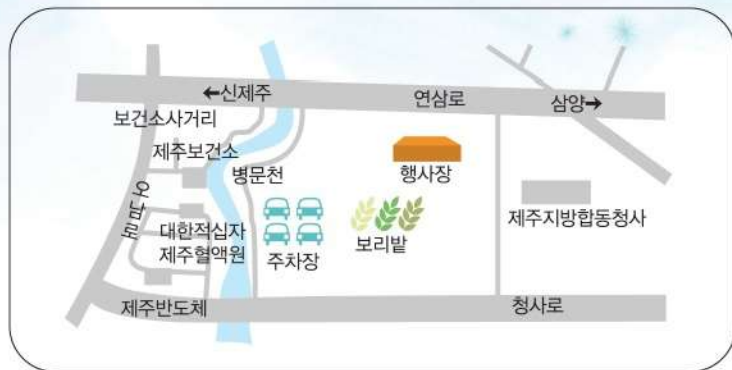 ←신제주
연삼로
삼양→
보건소사거리
제주보건소
병문천
행사장
오남로
대한적십자
제주혈액원
주차장
보리밭
제주지방합동청사
제주반도체
청사로